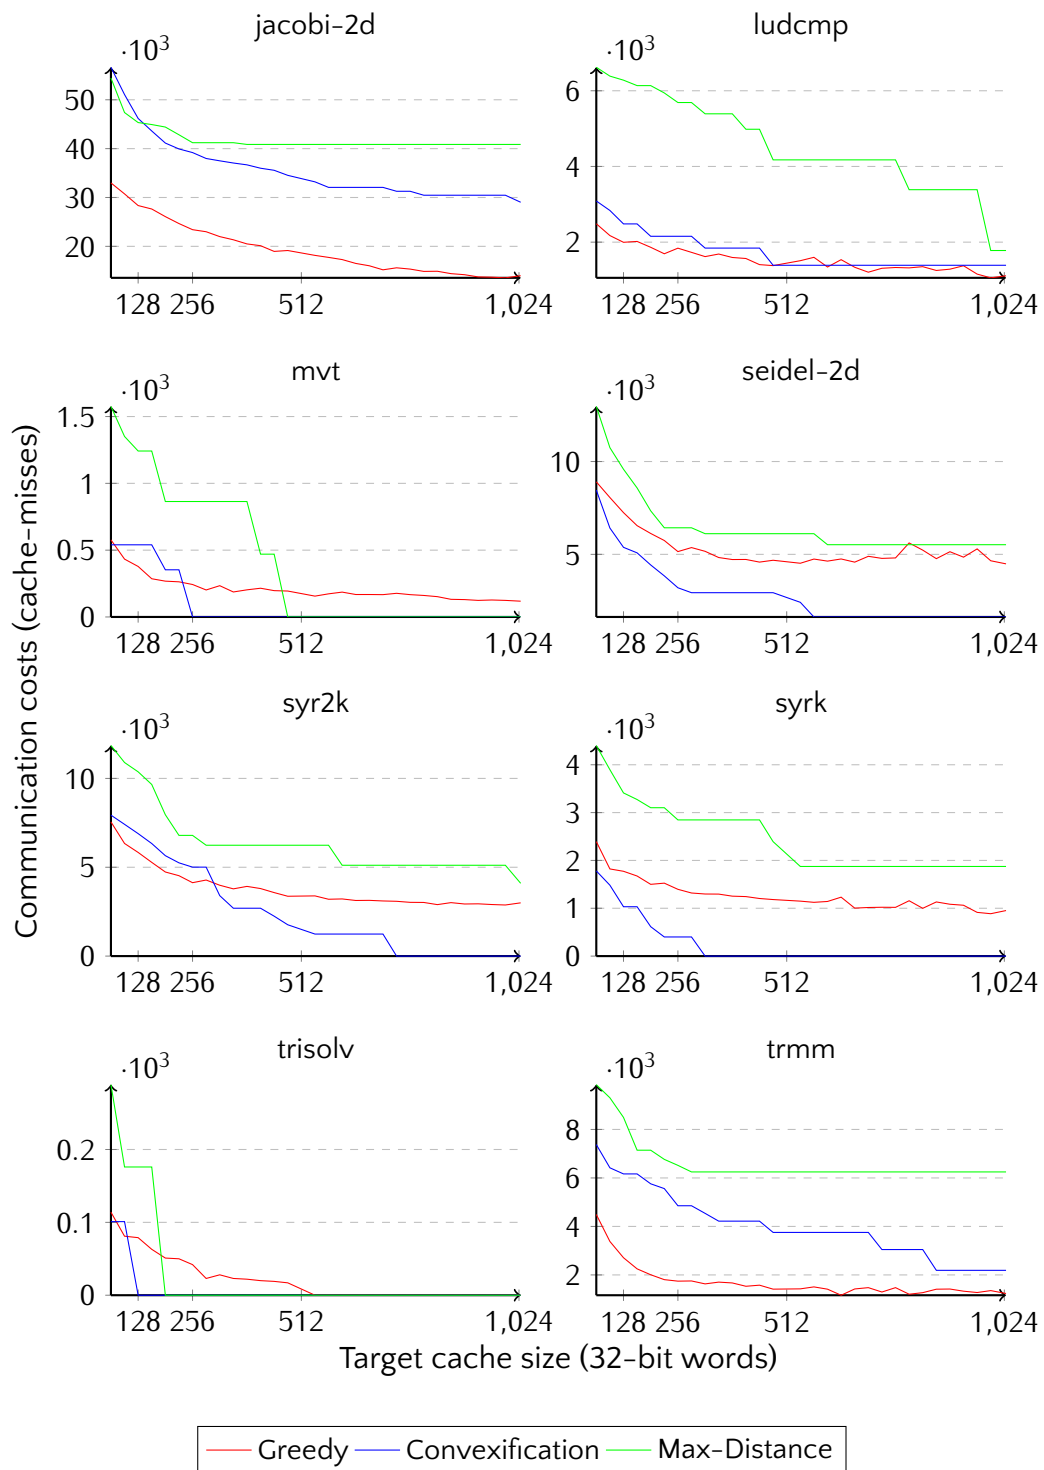 jacobi-2d
·10³
50
40
30
20
128 256 512 1,024
ludcmp
·10³
6
4
2
128 256 512 1,024
mvt
·10³
1.5
1
0.5
0
128 256 512 1,024
seidel-2d
·10³
10
5
128 256 512 1,024
Communication costs (cache-misses)
syr2k
·10³
10
5
0
128 256 512 1,024
syrk
·10³
4
3
2
1
0
128 256 512 1,024
trisolv
·10³
0.2
0.1
0
128 256 512 1,024
trmm
·10³
8
6
4
2
128 256 512 1,024
Target cache size (32-bit words)
Greedy Convexification Max-Distance